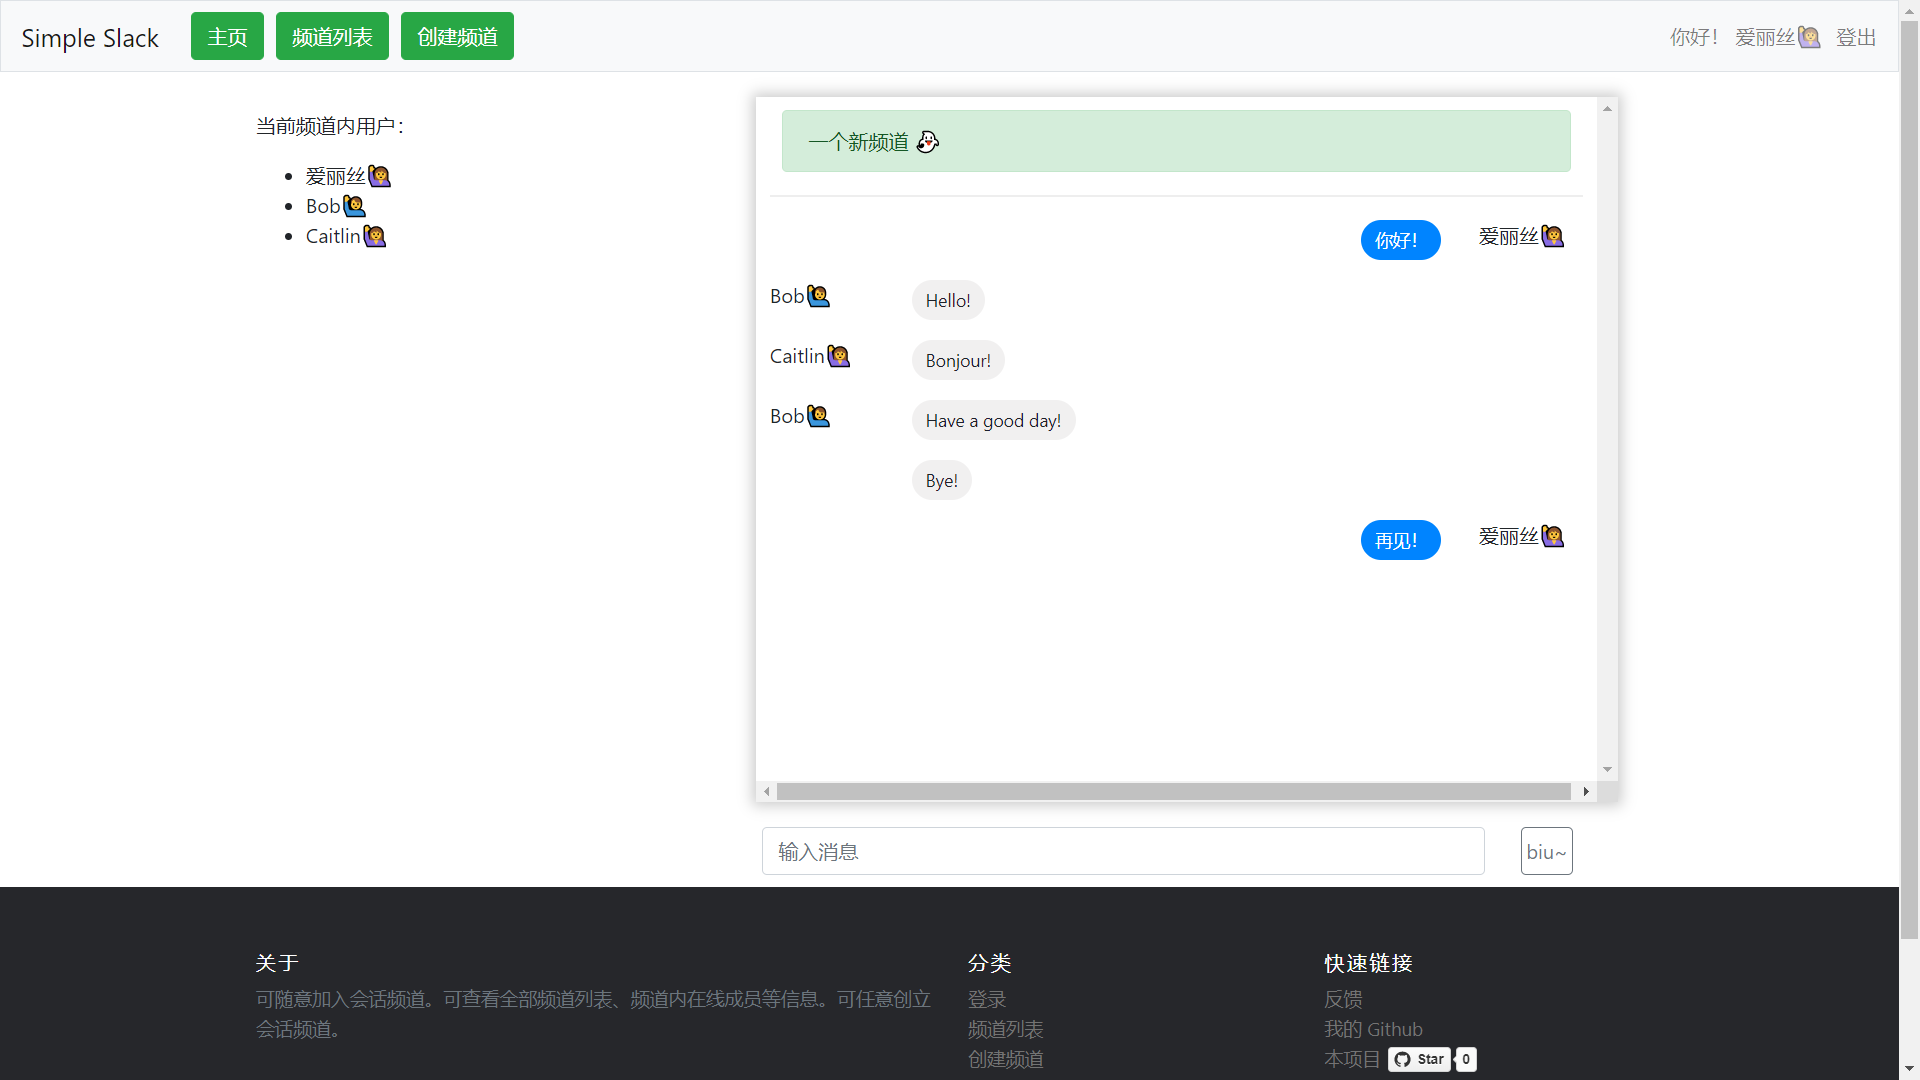 Simple Slack 主页 频道列表 创建频道 你好! 爱丽丝🙋‍♀️ 登出
当前频道内用户:
爱丽丝🙋‍♀️
Bob🙋‍♂️
Caitlin🙋‍♀️
一个新频道 👻
你好! 爱丽丝🙋‍♀️
Bob🙋‍♂️ Hello!
Caitlin🙋‍♀️ Bonjour!
Bob🙋‍♂️ Have a good day!
Bye!
再见! 爱丽丝🙋‍♀️
输入消息 biu~
关于
可随意加入会话频道。可查看全部频道列表、频道内在线成员等信息。可任意创立
会话频道。
分类
登录
频道列表
创建频道
快速链接
反馈
我的 Github
本项目 Star 0